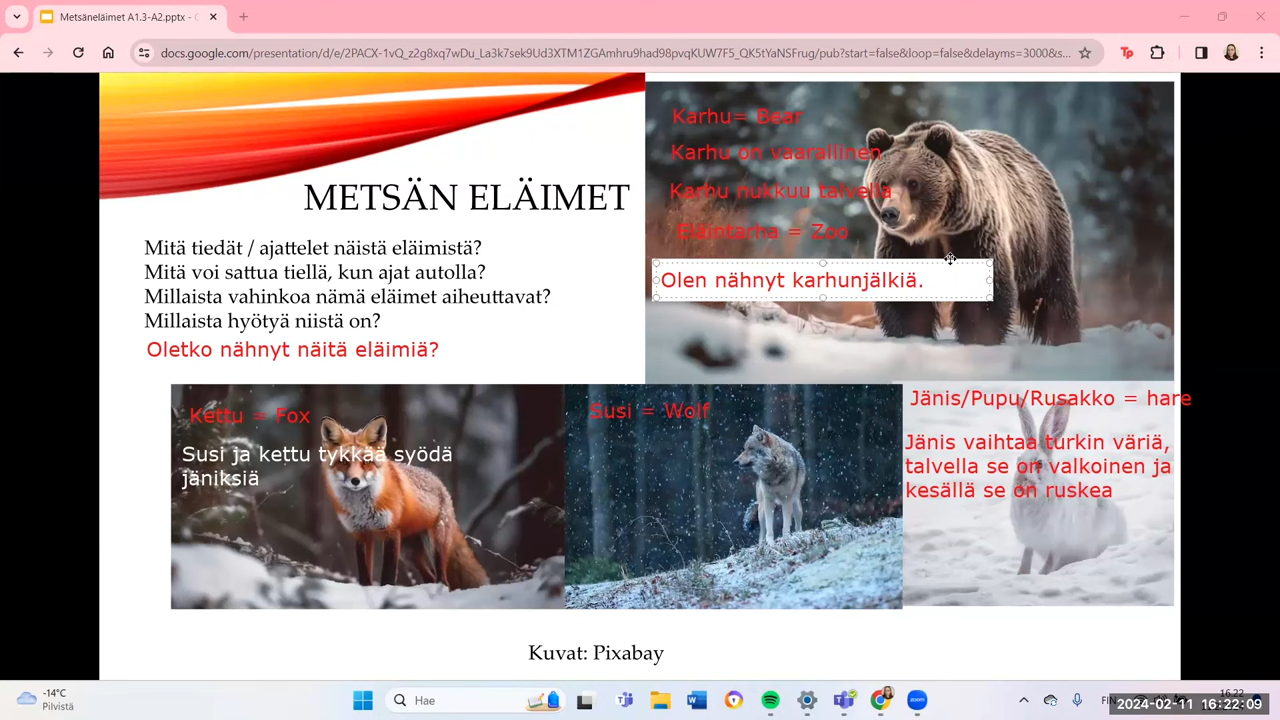 Metsäneläimet A1.3-A2.pptx - G
docs.google.com/presentation/d/e/2PACX-1vQ_z2q8xq7wDu_La3k7sek9Ud3XTM1ZGAmhru9had98pvqKUW7F5_QK5tYaNSFrug/pub?start=false&loop=false&delayms=3000&s...
METSÄN ELÄIMET
Mitä tiedät / ajattelet näistä eläimistä?
Mitä voi sattua tiellä, kun ajat autolla?
Millaista vahinkoa nämä eläimet aiheuttavat?
Millaista hyötyä niistä on?
Oletko nähnyt näitä eläimiä?
Karhu= Bear
Karhu on vaarallinen
Karhu nukkuu talvella
Eläintarha = Zoo
Olen nähnyt karhunjälkiä.
Kettu = Fox
Susi ja kettu tykkää syödä
jäniksiä
Susi = Wolf
Jänis/Pupu/Rusakko = hare
Jänis vaihtaa turkin väriä,
talvella se on valkoinen ja
kesällä se on ruskea
Kuvat: Pixabay
-14°C
Pilvistä
Hae
FIN
16.22
2024-02-11 16:22:09